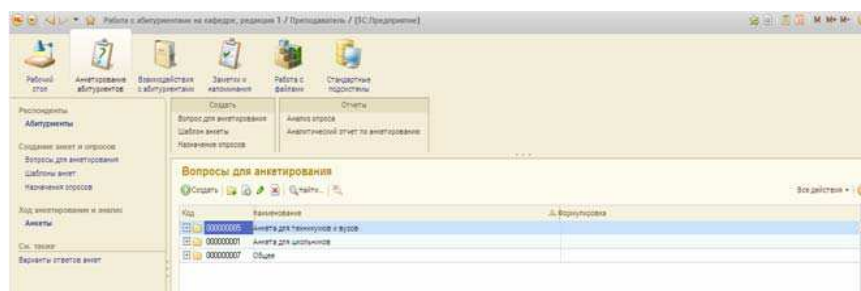 Работа с абитуриентами на кафедре, редакция 1 / Преподаватель / (1С:Предприятие)
M M+ M-
Рабочий стол
Анкетирование абитуриентов
Взаимодействия с абитуриентами
Заметки и напоминания
Работа с файлами
Стандартные подсистемы
Респонденты
Абитуриенты
Создание анкет и опросов
Вопросы для анкетирования
Шаблоны анкет
Назначения опросов
Ход анкетирования и анализ
Анкеты
См. также
Варианты ответов анкет
Создать
Вопрос для анкетирования
Шаблон анкеты
Назначение опросов
Отчеты
Анализ опроса
Аналитический отчет по анкетированию
Вопросы для анкетирования
Создать
Найти...
Все действия
Код Наименование Формулировка
000000005 Анкета для техникумов и вузов
000000001 Анкета для школьников
000000007 Общее